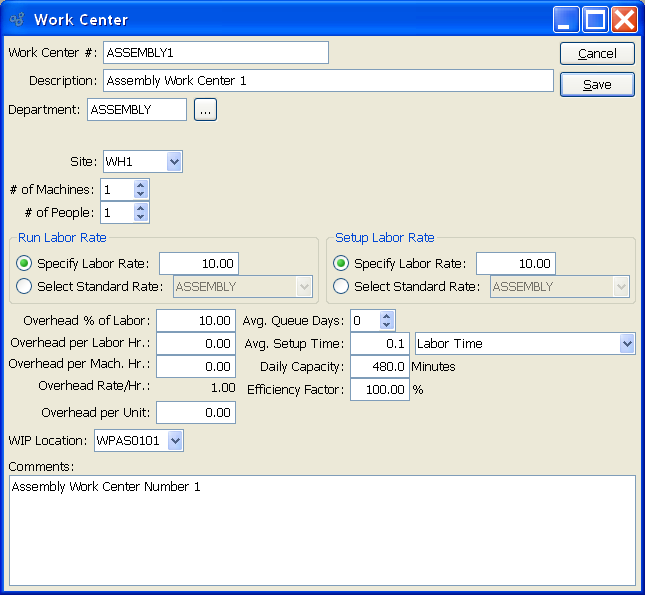 Work Center
Work Center #: ASSEMBLY1 Cancel
Description: Assembly Work Center 1 Save
Department: ASSEMBLY ...
Site: WH1
# of Machines: 1
# of People: 1
Run Labor Rate Setup Labor Rate
Specify Labor Rate: 10.00 Specify Labor Rate: 10.00
Select Standard Rate: ASSEMBLY Select Standard Rate: ASSEMBLY
Overhead % of Labor: 10.00 Avg. Queue Days: 0
Overhead per Labor Hr.: 0.00 Avg. Setup Time: 0.1 Labor Time
Overhead per Mach. Hr.: 0.00 Daily Capacity: 480.0 Minutes
Overhead Rate/Hr.: 1.00 Efficiency Factor: 100.00 %
Overhead per Unit: 0.00
WIP Location: WPAS0101
Comments:
Assembly Work Center Number 1